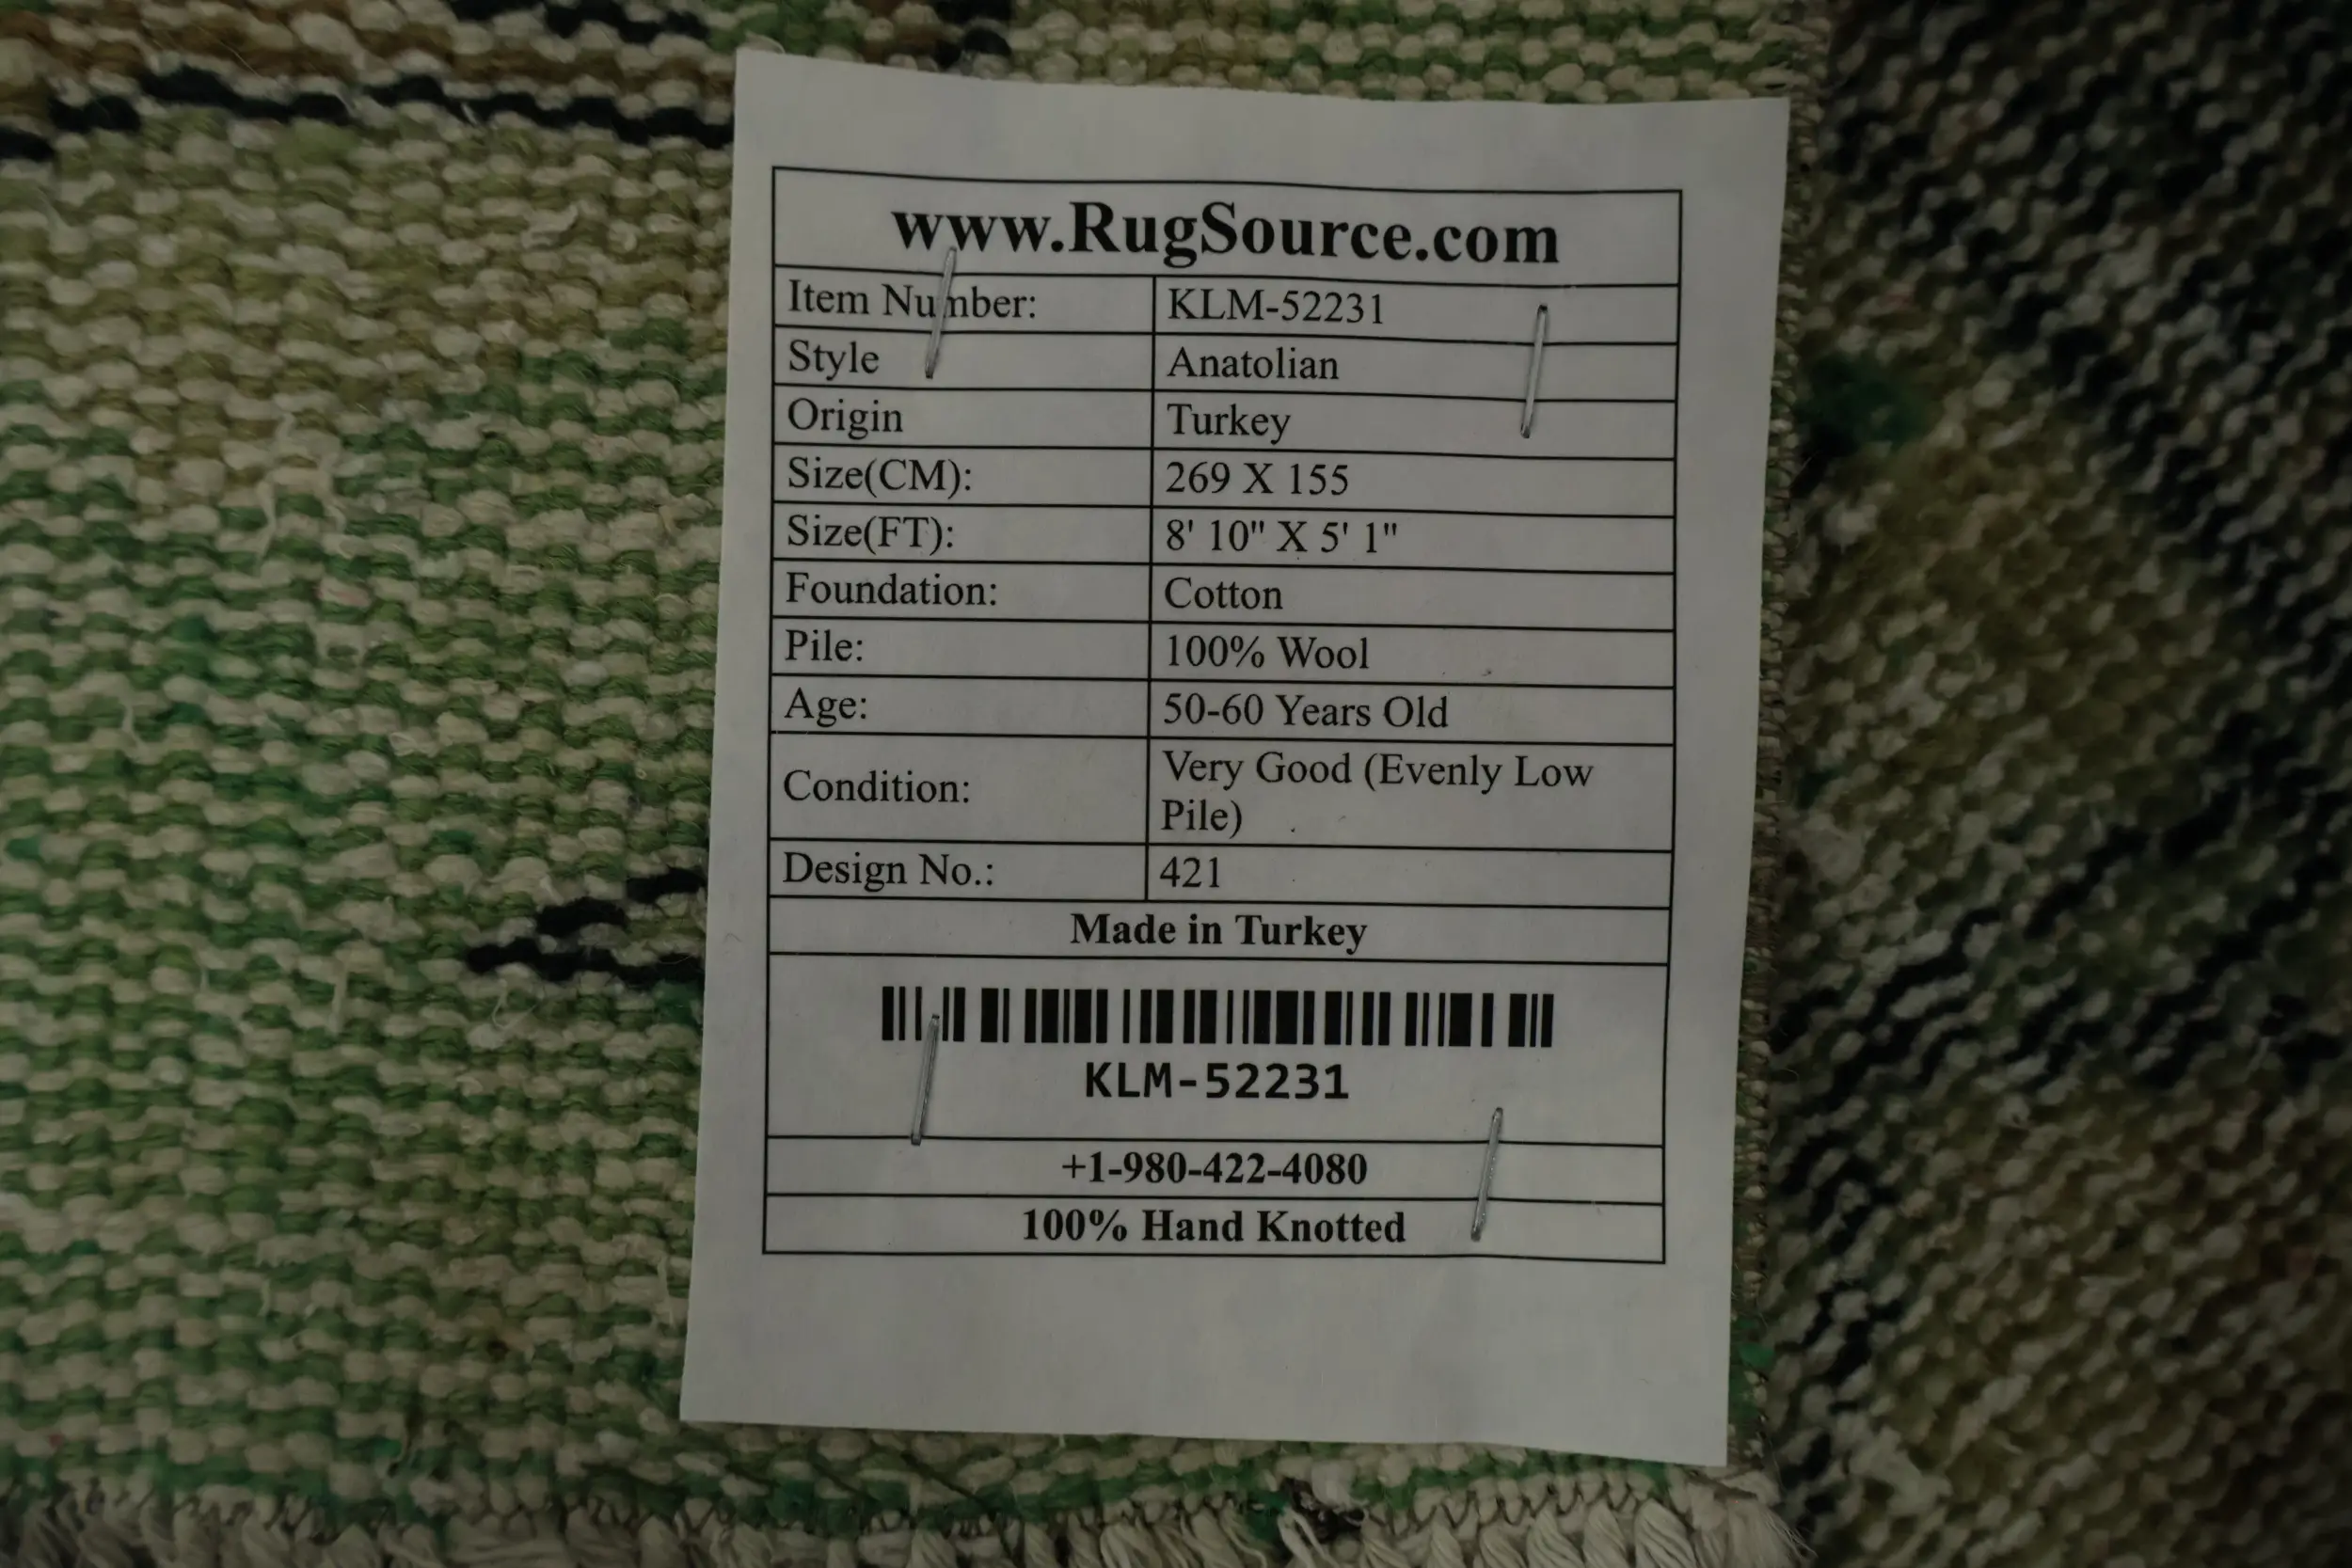 www.RugSource.com
Item Number: KLM-52231
Style Anatolian
Origin Turkey
Size(CM): 269 X 155
Size(FT): 8' 10" X 5' 1"
Foundation: Cotton
Pile: 100% Wool
Age: 50-60 Years Old
Condition: Very Good (Evenly Low
Pile)
Design No.: 421
Made in Turkey
KLM-52231
+1-980-422-4080
100% Hand Knotted